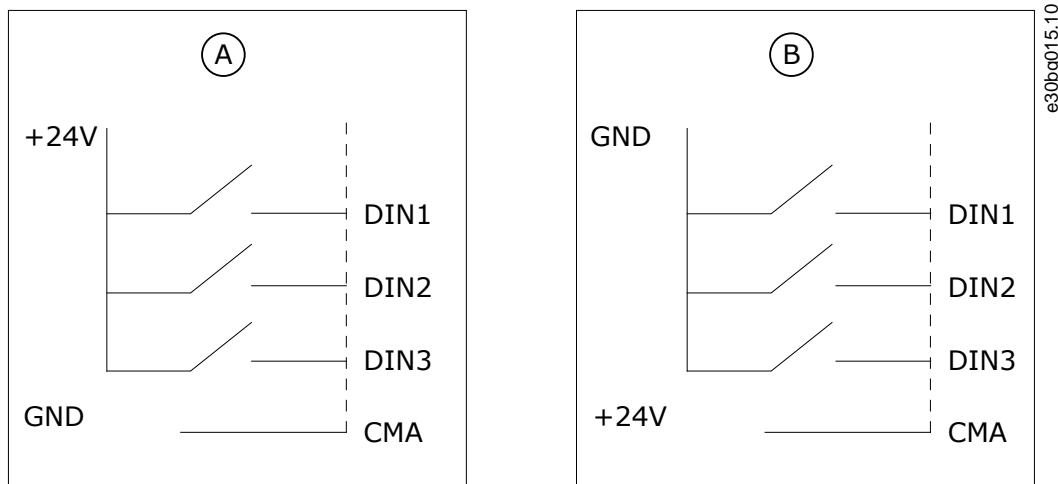 A
+24V
DIN1
DIN2
DIN3
GND
CMA
B
GND
DIN1
DIN2
DIN3
+24V
CMA
e30bg015.10